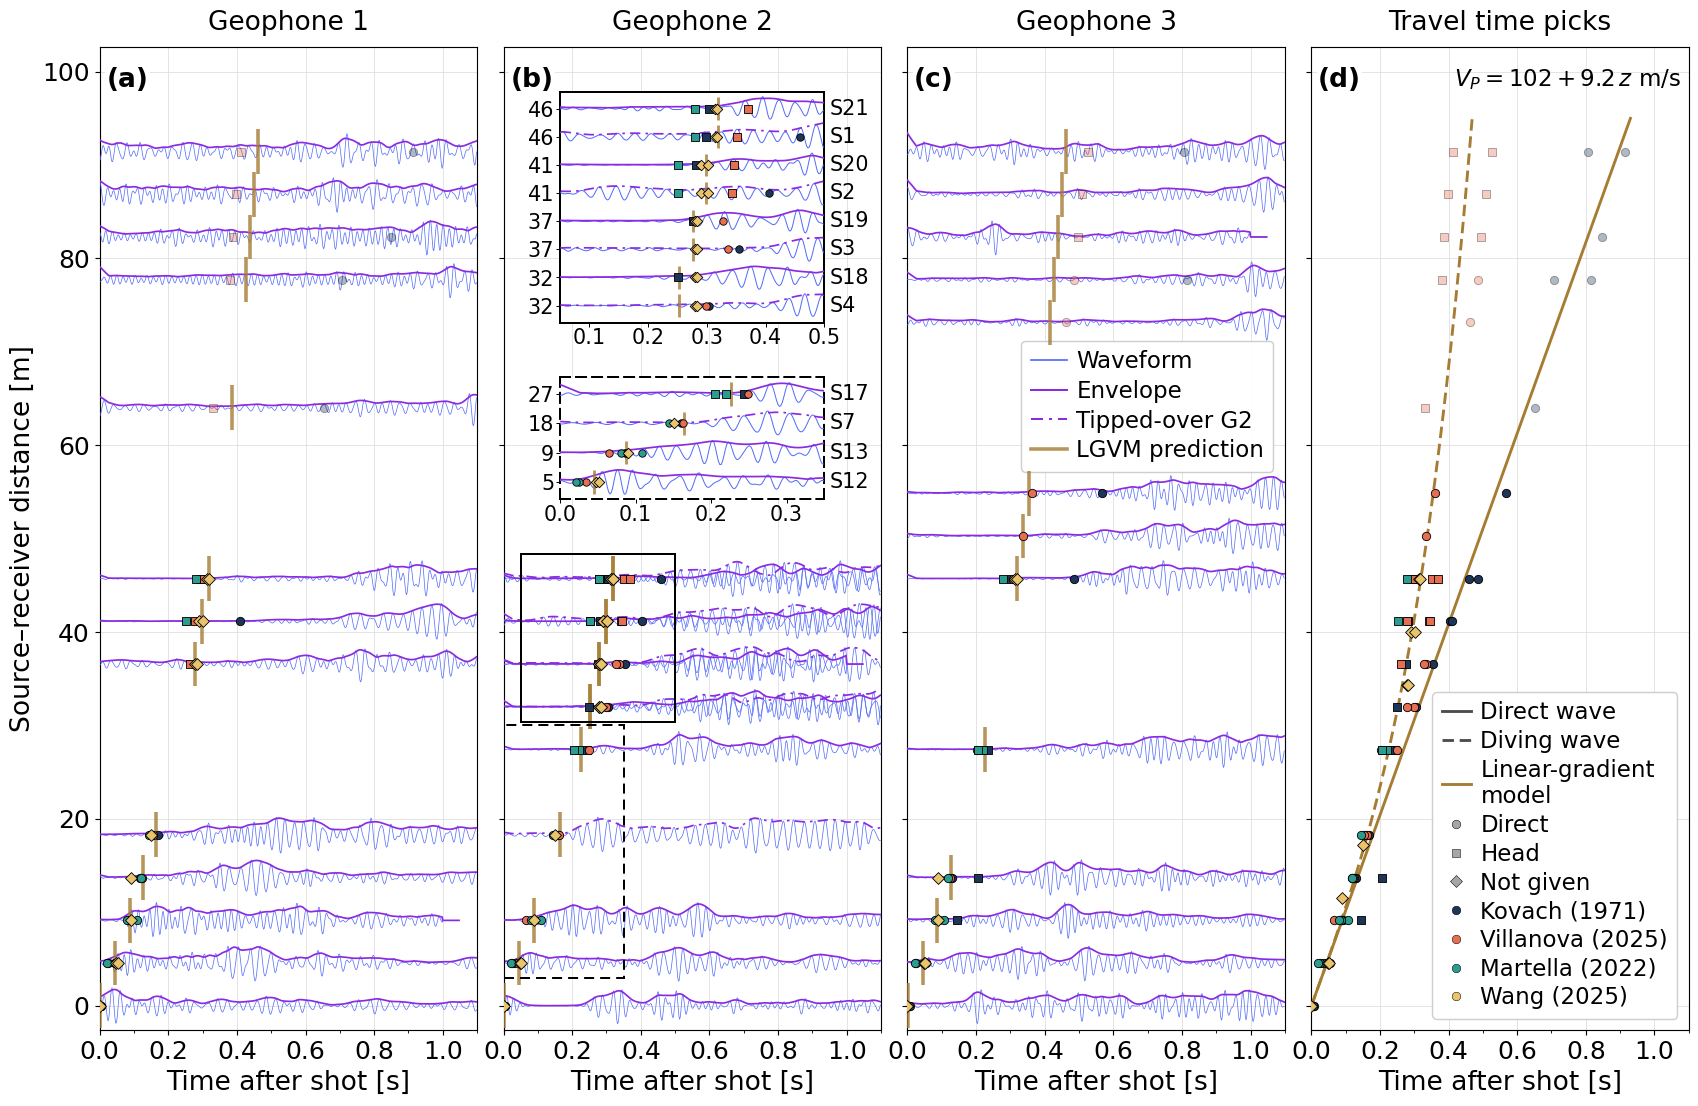 Geophone 1
Geophone 2
Geophone 3
Travel time picks
Source–receiver distance [m]
100
80
60
40
20
0
(a)
0.0
0.2
0.4
0.6
0.8
1.0
Time after shot [s]
(b)
46
S21
46
S1
41
S20
41
S2
37
S19
37
S3
32
S18
32
S4
0.1
0.2
0.3
0.4
0.5
27
S17
18
S7
9
S13
5
S12
0.0
0.1
0.2
0.3
0.0
0.2
0.4
0.6
0.8
1.0
Time after shot [s]
(c)
Waveform
Envelope
Tipped-over G2
LGVM prediction
0.0
0.2
0.4
0.6
0.8
1.0
Time after shot [s]
(d)
V_P = 102 + 9.2 z m/s
Direct wave
Diving wave
Linear-gradient
model
Direct
Head
Not given
Kovach (1971)
Villanova (2025)
Martella (2022)
Wang (2025)
0.0
0.2
0.4
0.6
0.8
1.0
Time after shot [s]